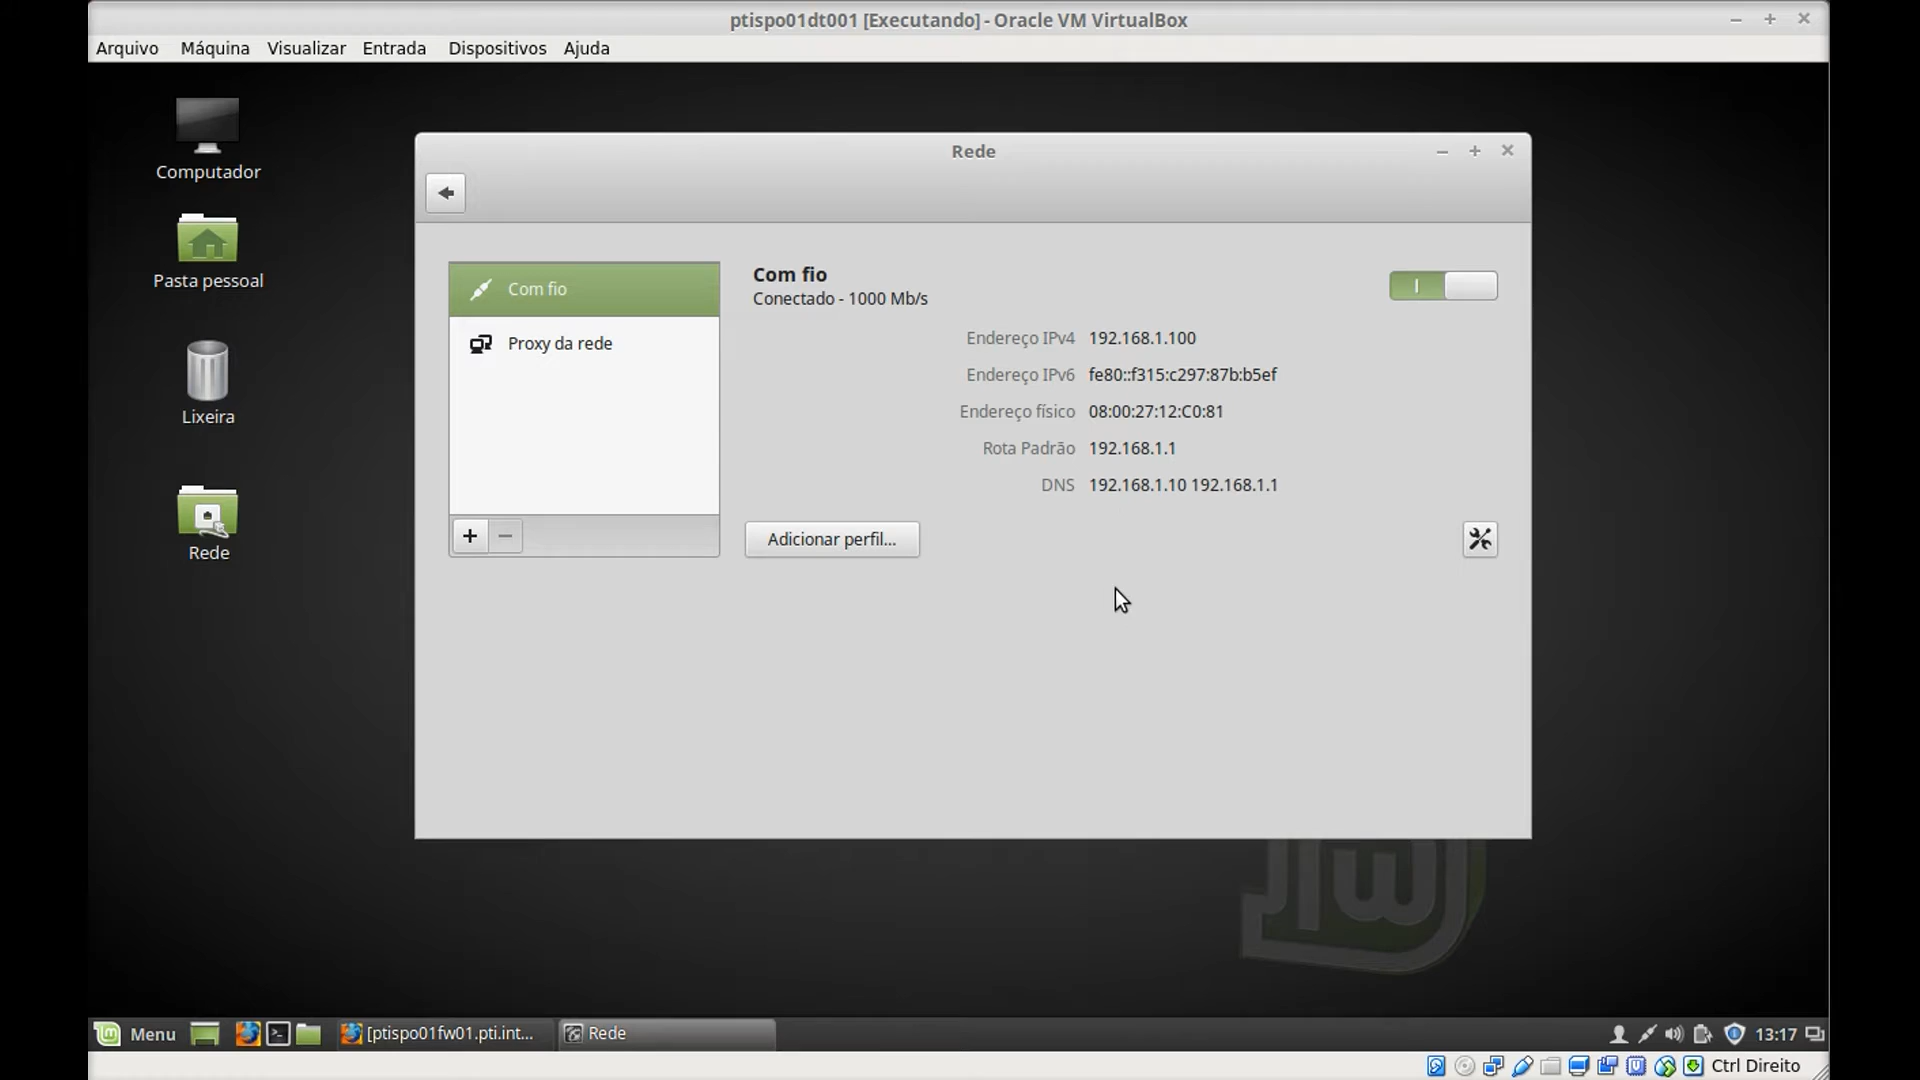 ptispo01dt001 [Executando] - Oracle VM VirtualBox
Arquivo Máquina Visualizar Entrada Dispositivos Ajuda
Computador
Pasta pessoal
Lixeira
Rede
Rede
Com fio
Proxy da rede
Com fio
Conectado - 1000 Mb/s
Endereço IPv4 192.168.1.100
Endereço IPv6 fe80::f315:c297:87b:b5ef
Endereço físico 08:00:27:12:C0:81
Rota Padrão 192.168.1.1
DNS 192.168.1.10 192.168.1.1
Adicionar perfil...
Menu [ptispo01fw01.pti.int... Rede 13:17
Ctrl Direito